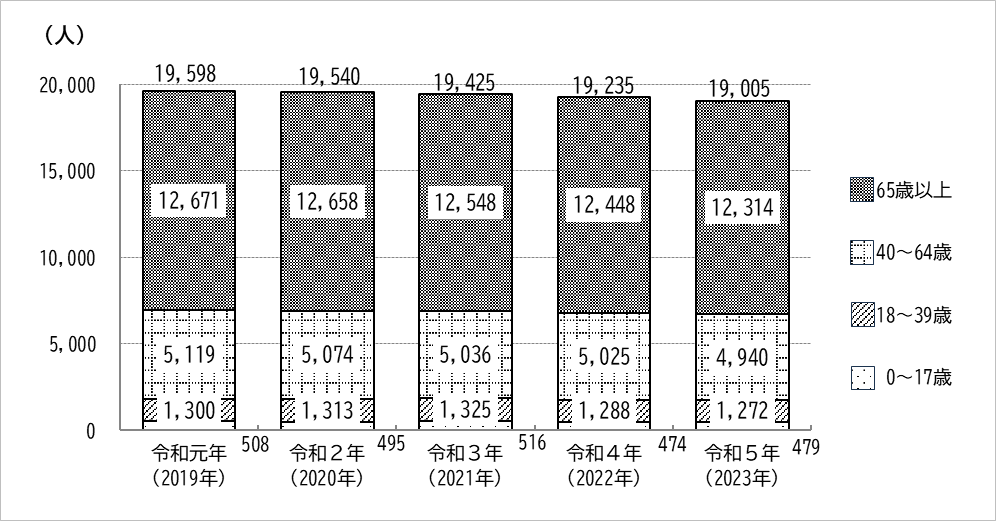 （人）
19,598 19,540 19,425 19,235 19,005
20,000
15,000
12,671 12,658 12,548 12,448 12,314
65歳以上
10,000
40～64歳
18～39歳
5,000
5,119 5,074 5,036 5,025 4,940
0～17歳
1,300 1,313 1,325 1,288 1,272
0
508 495 516 474 479
令和元年 令和２年 令和３年 令和４年 令和５年
（2019年） （2020年） （2021年） （2022年） （2023年）